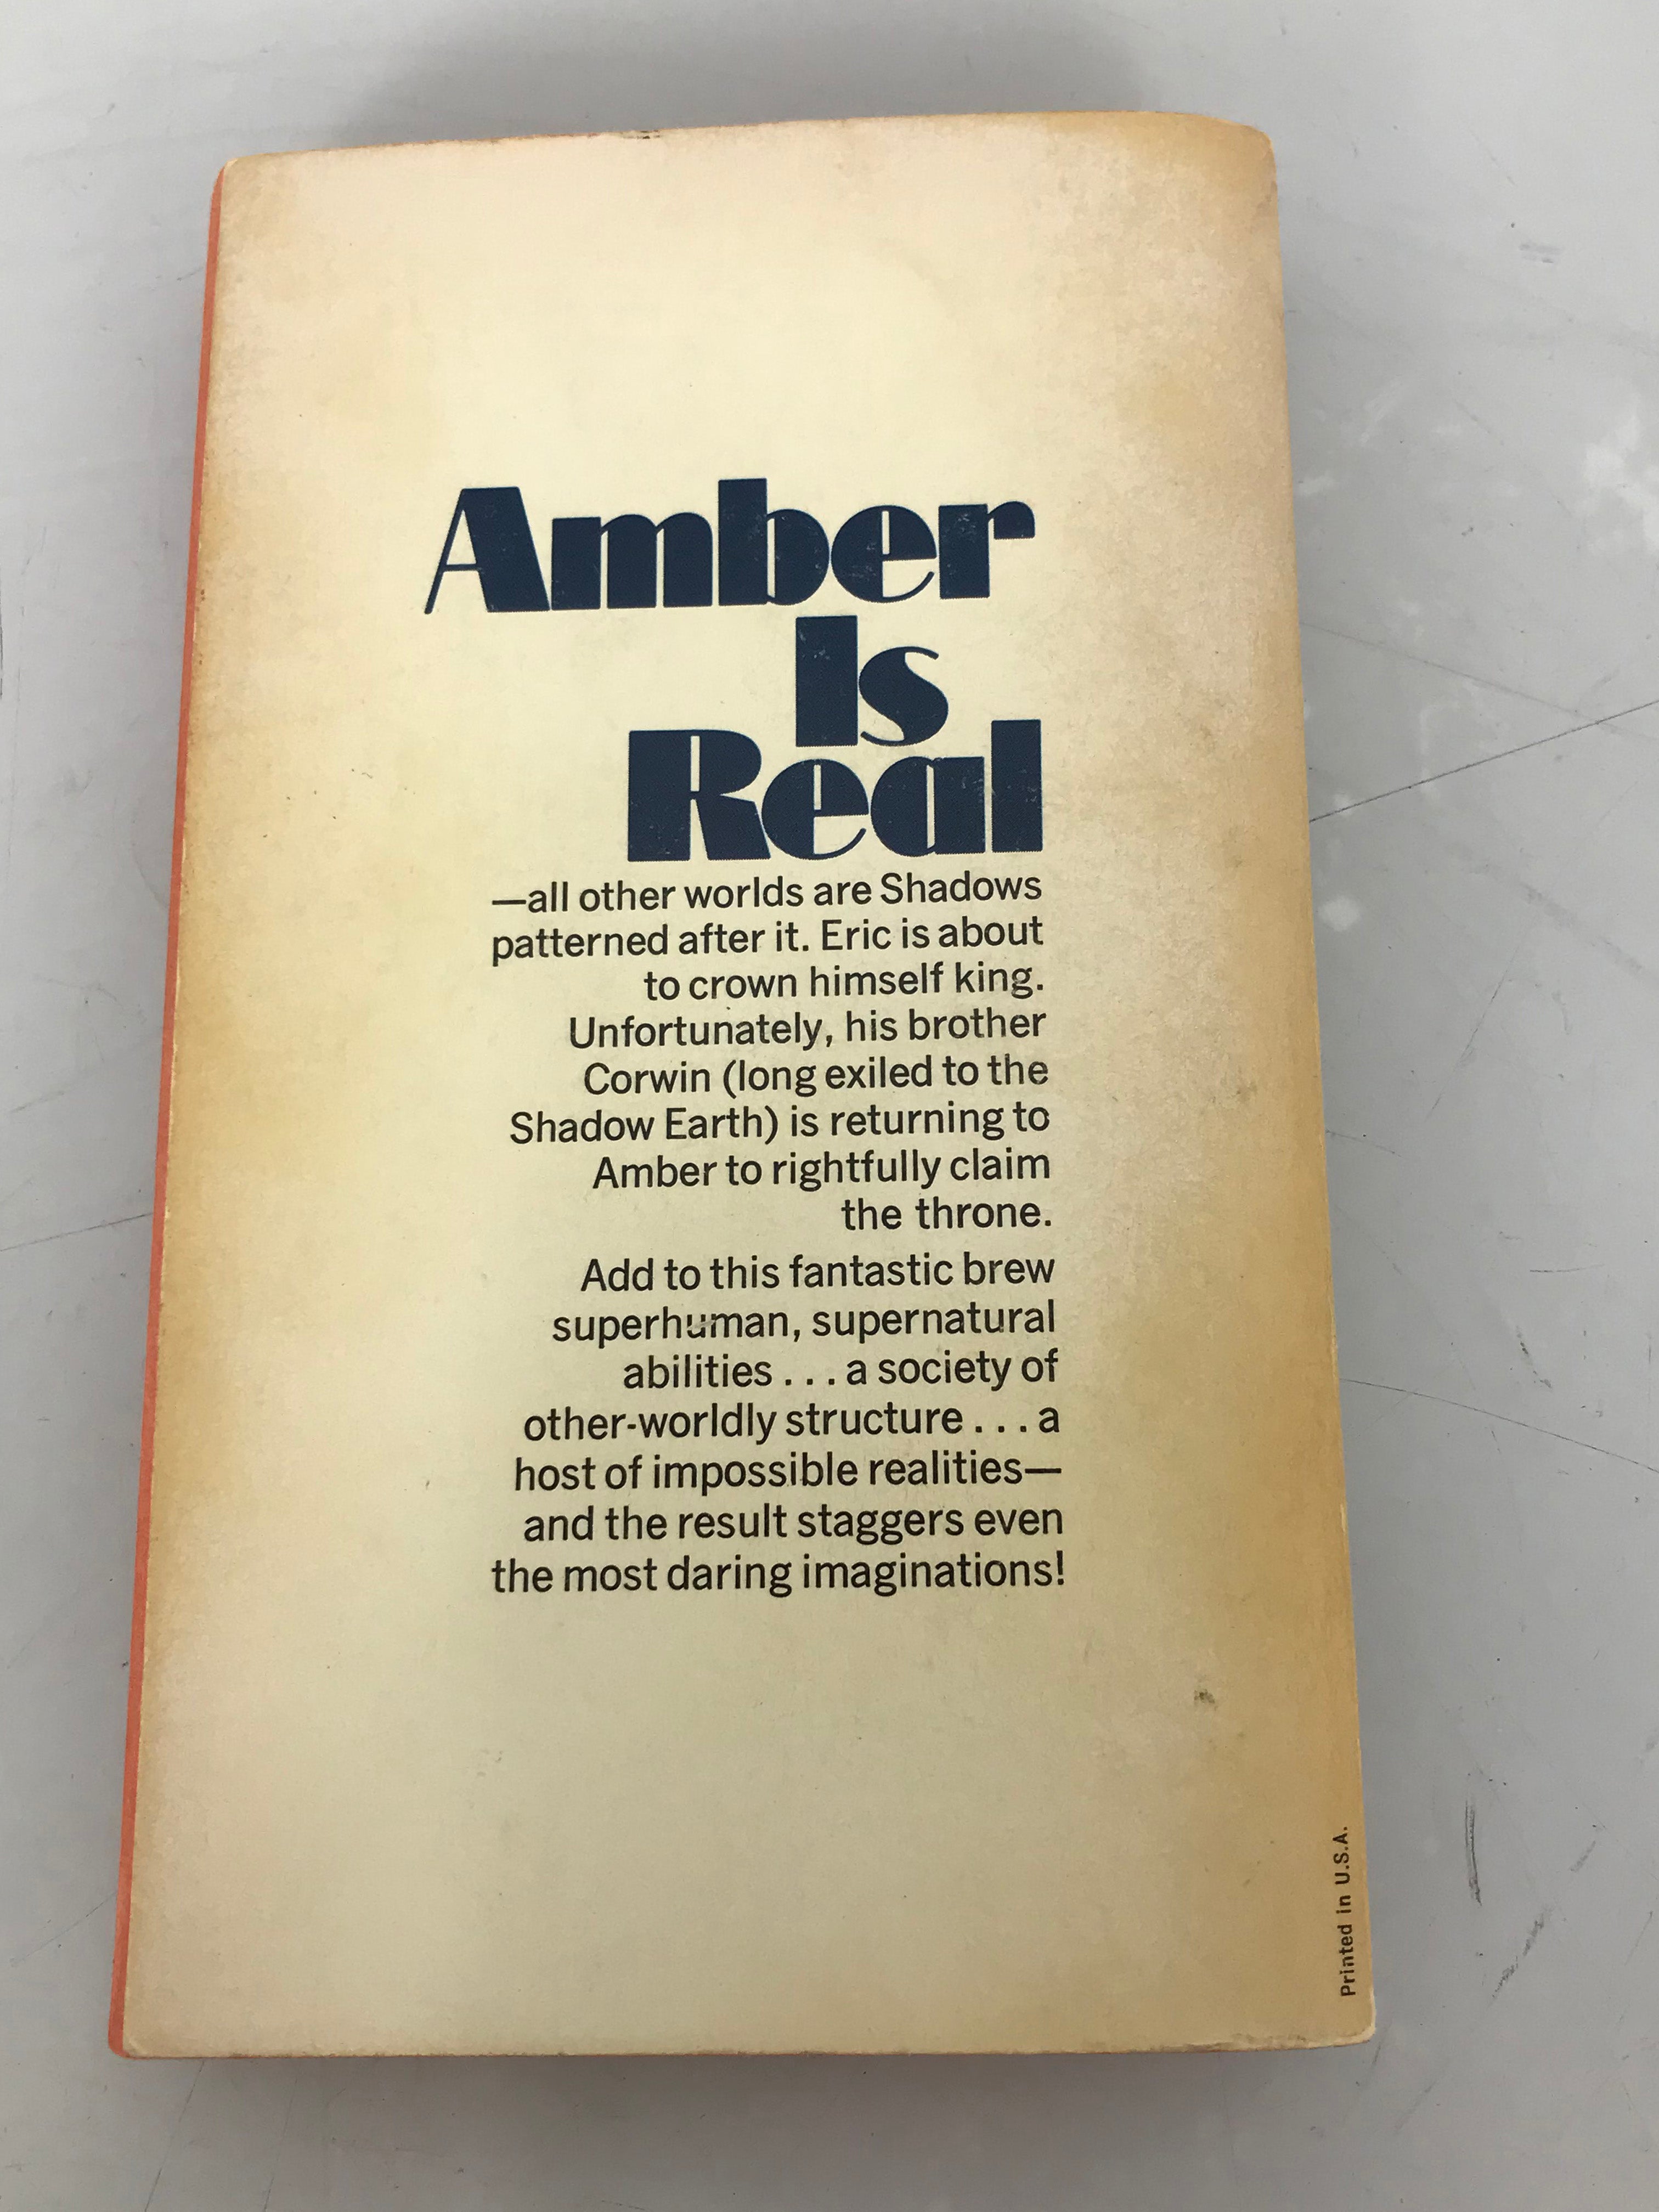 Amber
Is
Real
—all other worlds are Shadows
patterned after it. Eric is about
to crown himself king.
Unfortunately, his brother
Corwin (long exiled to the
Shadow Earth) is returning to
Amber to rightfully claim
the throne.
Add to this fantastic brew
superhuman, supernatural
abilities . . . a society of
other-worldly structure . . . a
host of impossible realities—
and the result staggers even
the most daring imaginations!
Printed in U.S.A.